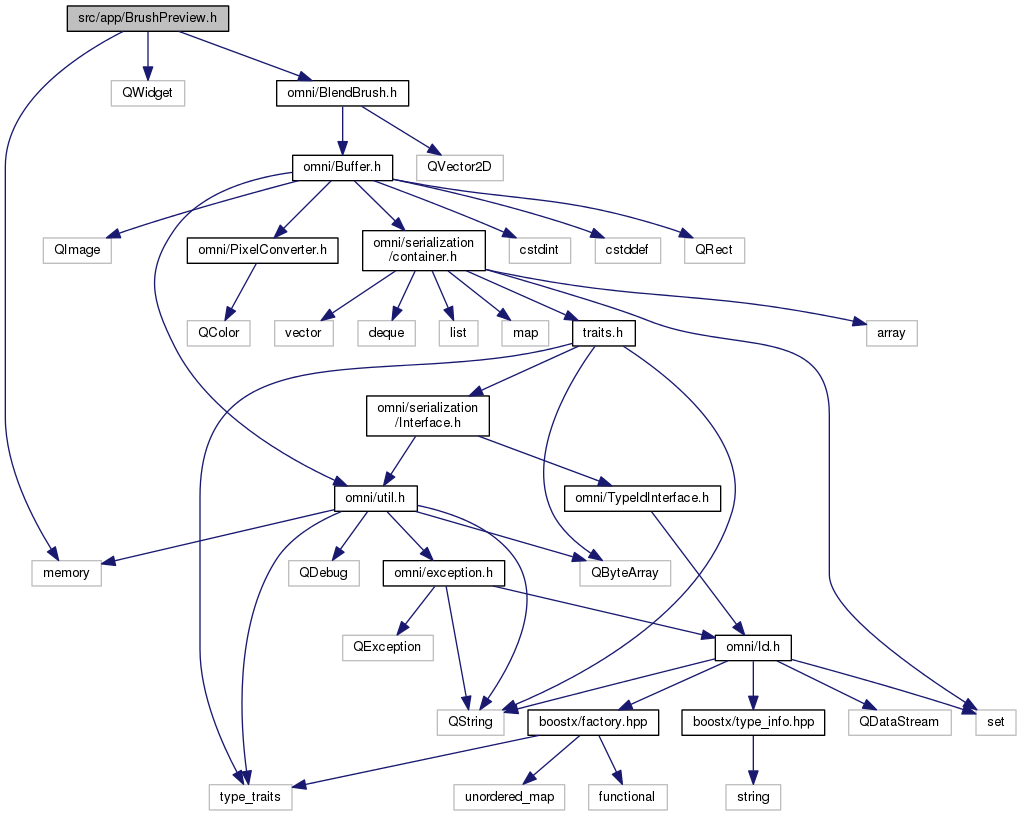 src/app/BrushPreview.h
QWidget
omni/BlendBrush.h
omni/Buffer.h
QVector2D
QImage
omni/PixelConverter.h
omni/serialization
/container.h
cstdint
cstddef
QRect
QColor
vector
deque
list
map
traits.h
array
omni/serialization
/Interface.h
omni/util.h
omni/TypeIdInterface.h
memory
QDebug
omni/exception.h
QByteArray
QException
omni/Id.h
QString
boostx/factory.hpp
boostx/type_info.hpp
QDataStream
set
type_traits
unordered_map
functional
string